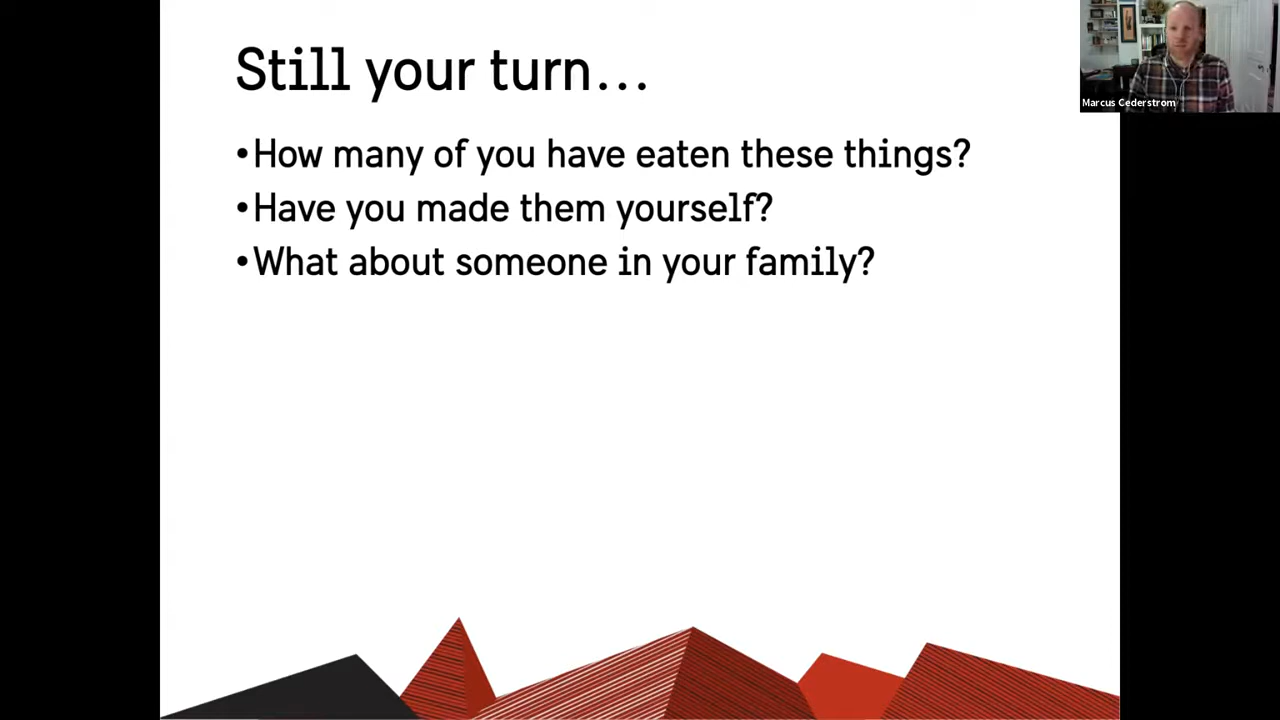 Still your turn...
•How many of you have eaten these things?
•Have you made them yourself?
•What about someone in your family?
Marcus Cederstrom